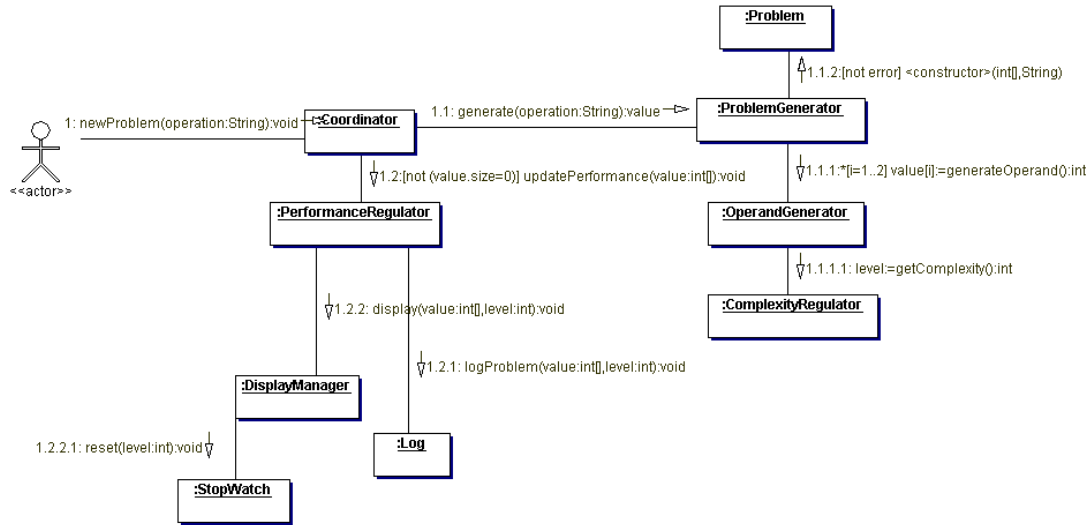 :Problem
1.1.2:[not error] <constructor>(int[],String)
1: newProblem(operation:String):void
:Coordinator
1.1: generate(operation:String):value
:ProblemGenerator
<<actor>>
1.2:[not (value.size=0)] updatePerformance(value:int[]):void
1.1.1:*[i=1..2] value[i]:=generateOperand():int
:PerformanceRegulator
:OperandGenerator
1.1.1.1: level:=getComplexity():int
:ComplexityRegulator
1.2.2: display(value:int[],level:int):void
1.2.1: logProblem(value:int[],level:int):void
:DisplayManager
1.2.2.1: reset(level:int):void
:Log
:StopWatch